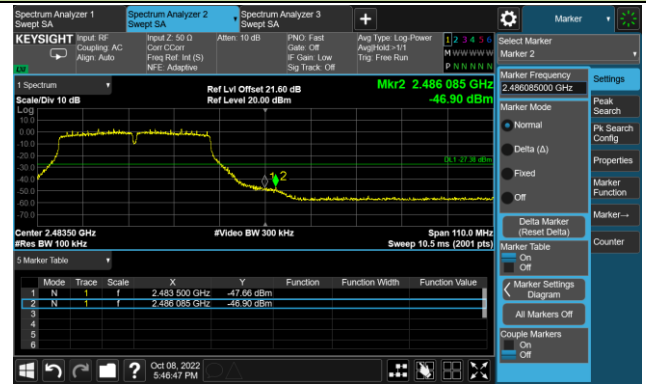 Spectrum Analyzer 1
Swept SA
Spectrum Analyzer 2
Swept SA
Spectrum Analyzer 3
Swept SA
Marker
KEYSIGHT
Input: RF
Coupling: AC
Align: Auto
Input Z: 50 Ω
Corr CCorr
Freq Ref: Int (S)
NFE: Adaptive
Atten: 10 dB
PNO: Fast
Gate: Off
IF Gain: Low
Sig Track: Off
Avg Type: Log-Power
Avg|Hold:>1/1
Trig: Free Run
1 2 3 4 5 6
M W W W W W
P N N N N N
Select Marker
Marker 2
1 Spectrum
Scale/Div 10 dB
Ref Lvl Offset 21.60 dB
Ref Level 20.00 dBm
Mkr2 2.486 085 GHz
-46.90 dBm
Log
10.0
0.00
-10.0
-20.0
-30.0
-40.0
-50.0
-60.0
-70.0
DL1 -27.38 dBm
1
2
Center 2.48350 GHz
#Res BW 100 kHz
#Video BW 300 kHz
Span 110.0 MHz
Sweep 10.5 ms (2001 pts)
5 Marker Table
Mode Trace Scale X Y Function Function Width Function Value
1 N 1 f 2.483 500 GHz -47.66 dBm
2 N 1 f 2.486 085 GHz -46.90 dBm
3
4
5
6
Marker Frequency
2.486085000 GHz
Marker Mode
Normal
Delta (Δ)
Fixed
Off
Delta Marker
(Reset Delta)
Marker Table
On
Off
Marker Settings
Diagram
All Markers Off
Couple Markers
On
Off
Settings
Peak
Search
Pk Search
Config
Properties
Marker
Function
Marker→
Counter
?
Oct 08, 2022
5:46:47 PM